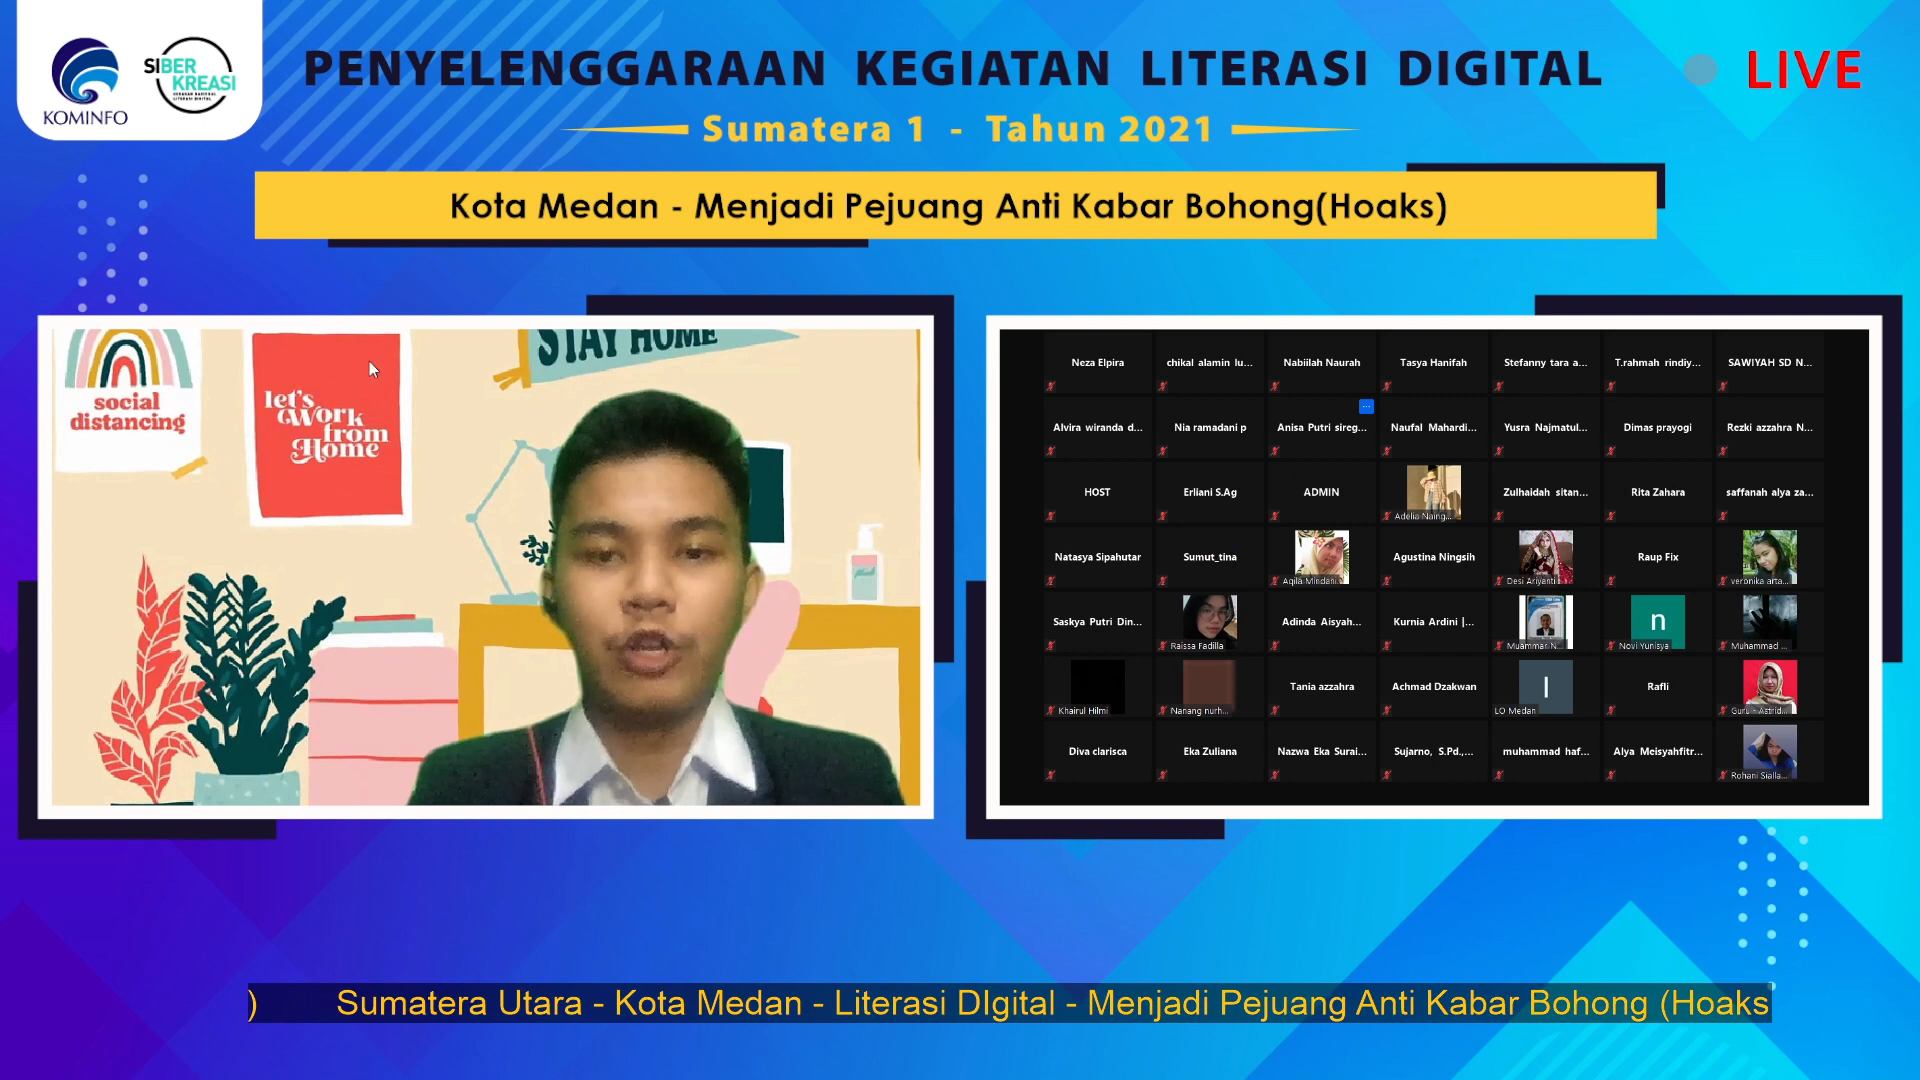 KOMINFO
SIBER
KREASI
GERAKAN NASIONAL
LITERASI DIGITAL
PENYELENGGARAAN KEGIATAN LITERASI DIGITAL
LIVE
Sumatera 1 - Tahun 2021
Kota Medan - Menjadi Pejuang Anti Kabar Bohong(Hoaks)
social
distancing
let's
Work
from
Home
STAY HOME
Neza Elpira
chikal alamin lu...
Nabiilah Naurah
Tasya Hanifah
Stefanny tara a...
T.rahmah rindiy...
SAWIYAH SD N...
Alvira wiranda d...
Nia ramadani p
Anisa Putri sireg...
Naufal Mahardi...
Yusra Najmatul...
Dimas prayogi
Rezki azzahra N...
HOST
Erliani S.Ag
ADMIN
Adelia Naing...
Zulhaidah sitan...
Rita Zahara
saffanah alya za...
Natasya Sipahutar
Sumut_tina
Aqila Mindani...
Agustina Ningsih
Desi Ariyanti
Raup Fix
veronika arta...
Saskya Putri Din...
Raissa Fadilla
Adinda Aisyah...
Kurnia Ardini |...
Muammar N...
n
Novi Yunisya
Muhammad ...
Khairul Hilmi
Nanang nurh...
Tania azzahra
Achmad Dzakwan
l
LO Medan
Rafli
Guru - Astrid...
Diva clarisca
Eka Zuliana
Nazwa Eka Surai...
Sujarno, S.Pd.,...
muhammad haf...
Alya Meisyahfitr...
Rohani Sialla...
) Sumatera Utara - Kota Medan - Literasi DIgital - Menjadi Pejuang Anti Kabar Bohong (Hoaks